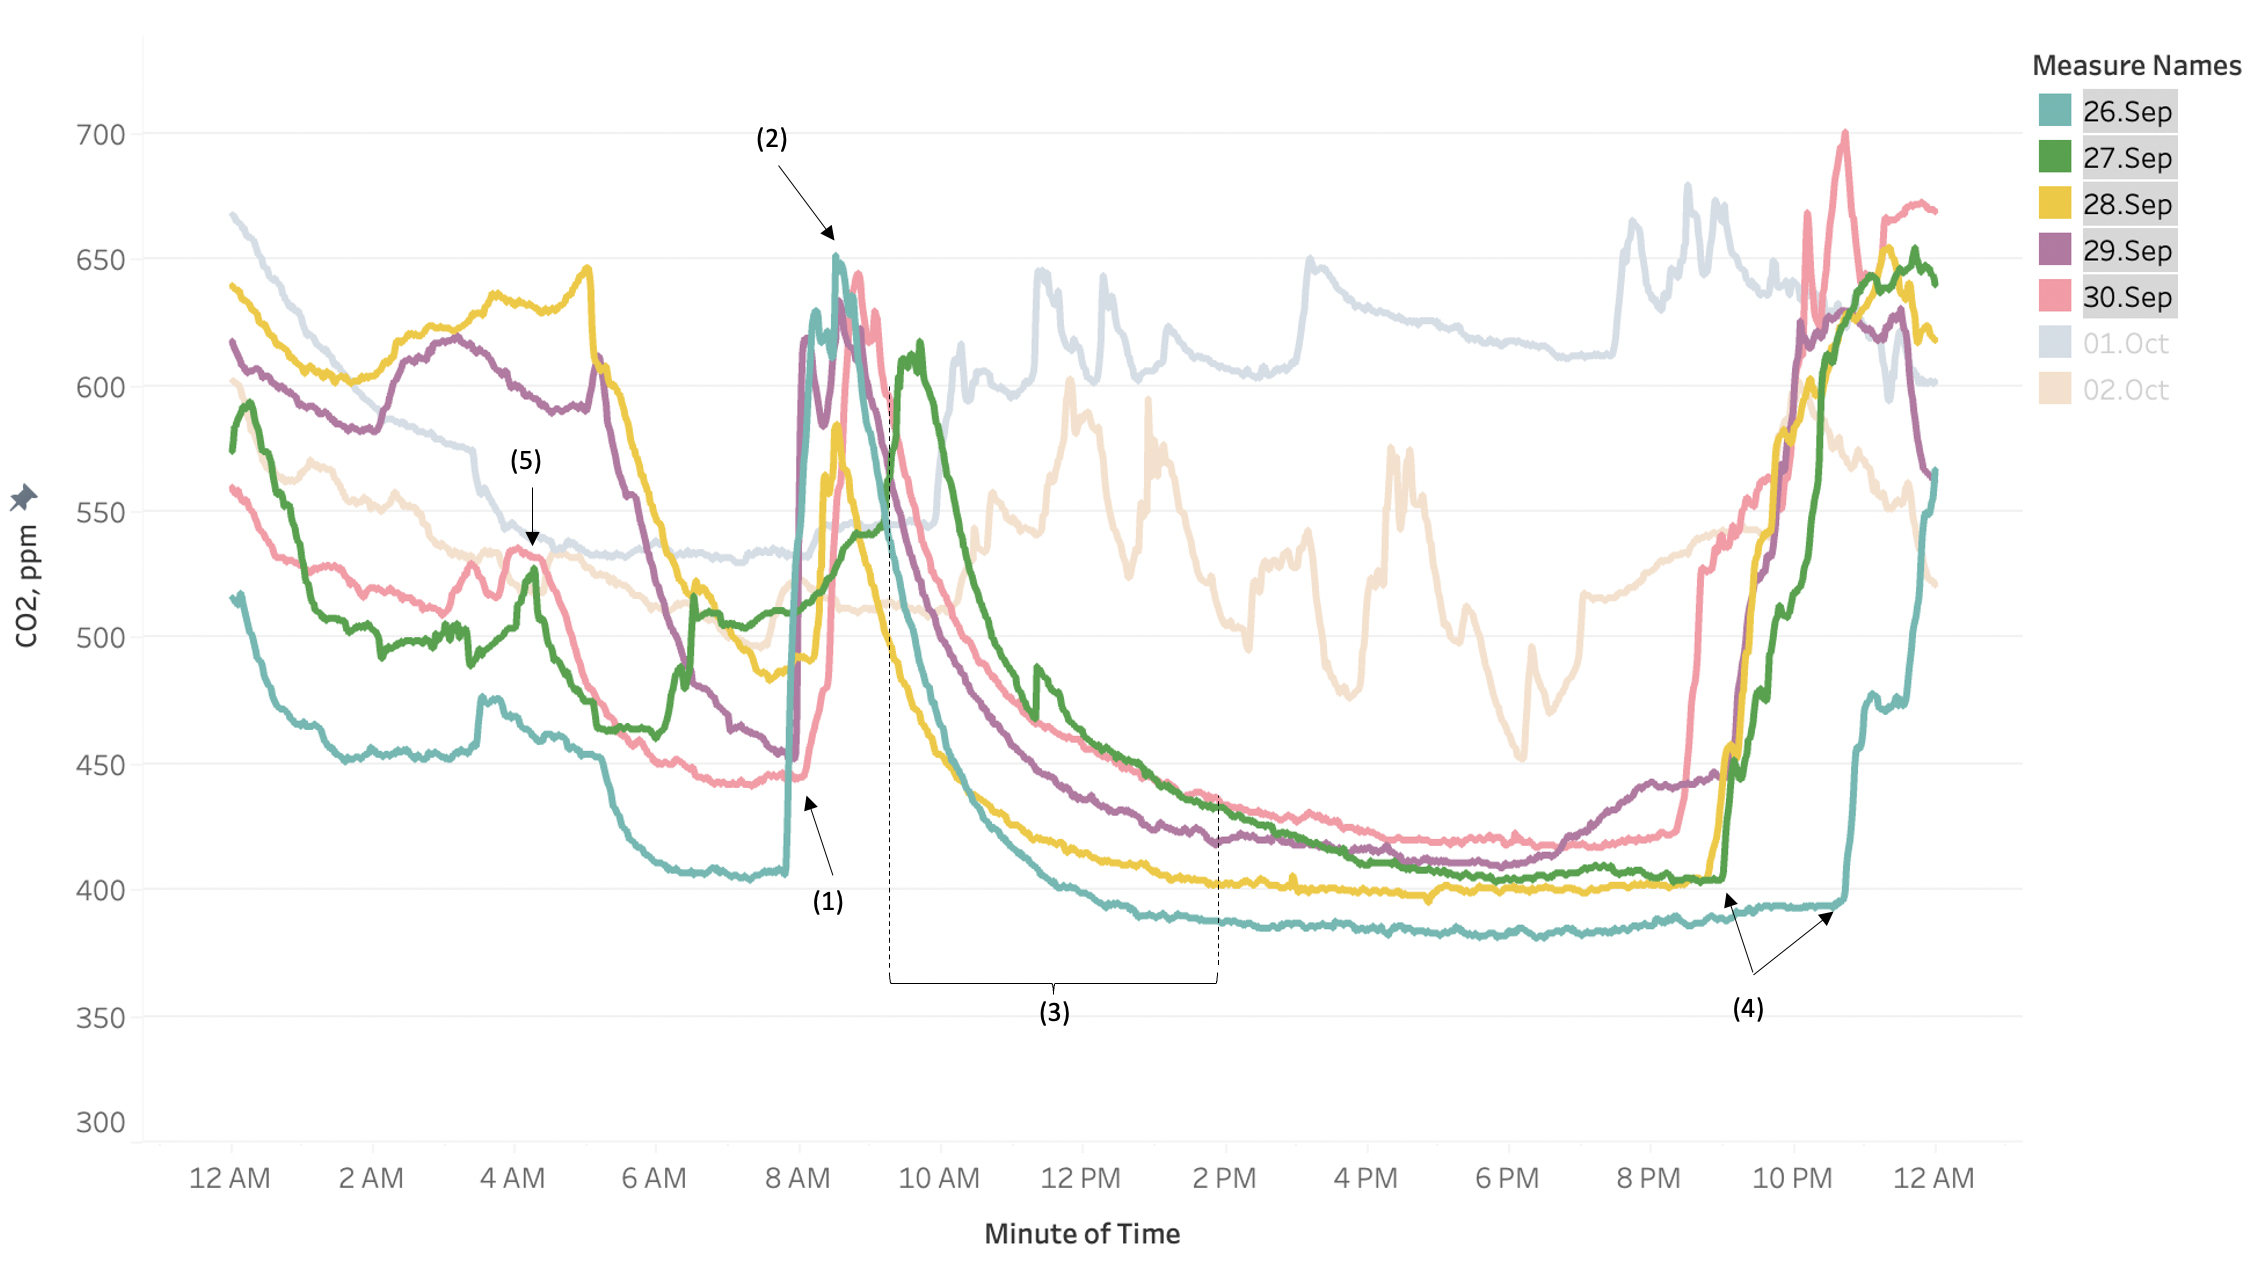 Measure Names
26.Sep
27.Sep
28.Sep
29.Sep
30.Sep
01.Oct
02.Oct
CO2, ppm
700
650
600
550
500
450
400
350
300
(2)
(5)
(1)
(3)
(4)
12 AM 2 AM 4 AM 6 AM 8 AM 10 AM 12 PM 2 PM 4 PM 6 PM 8 PM 10 PM 12 AM
Minute of Time